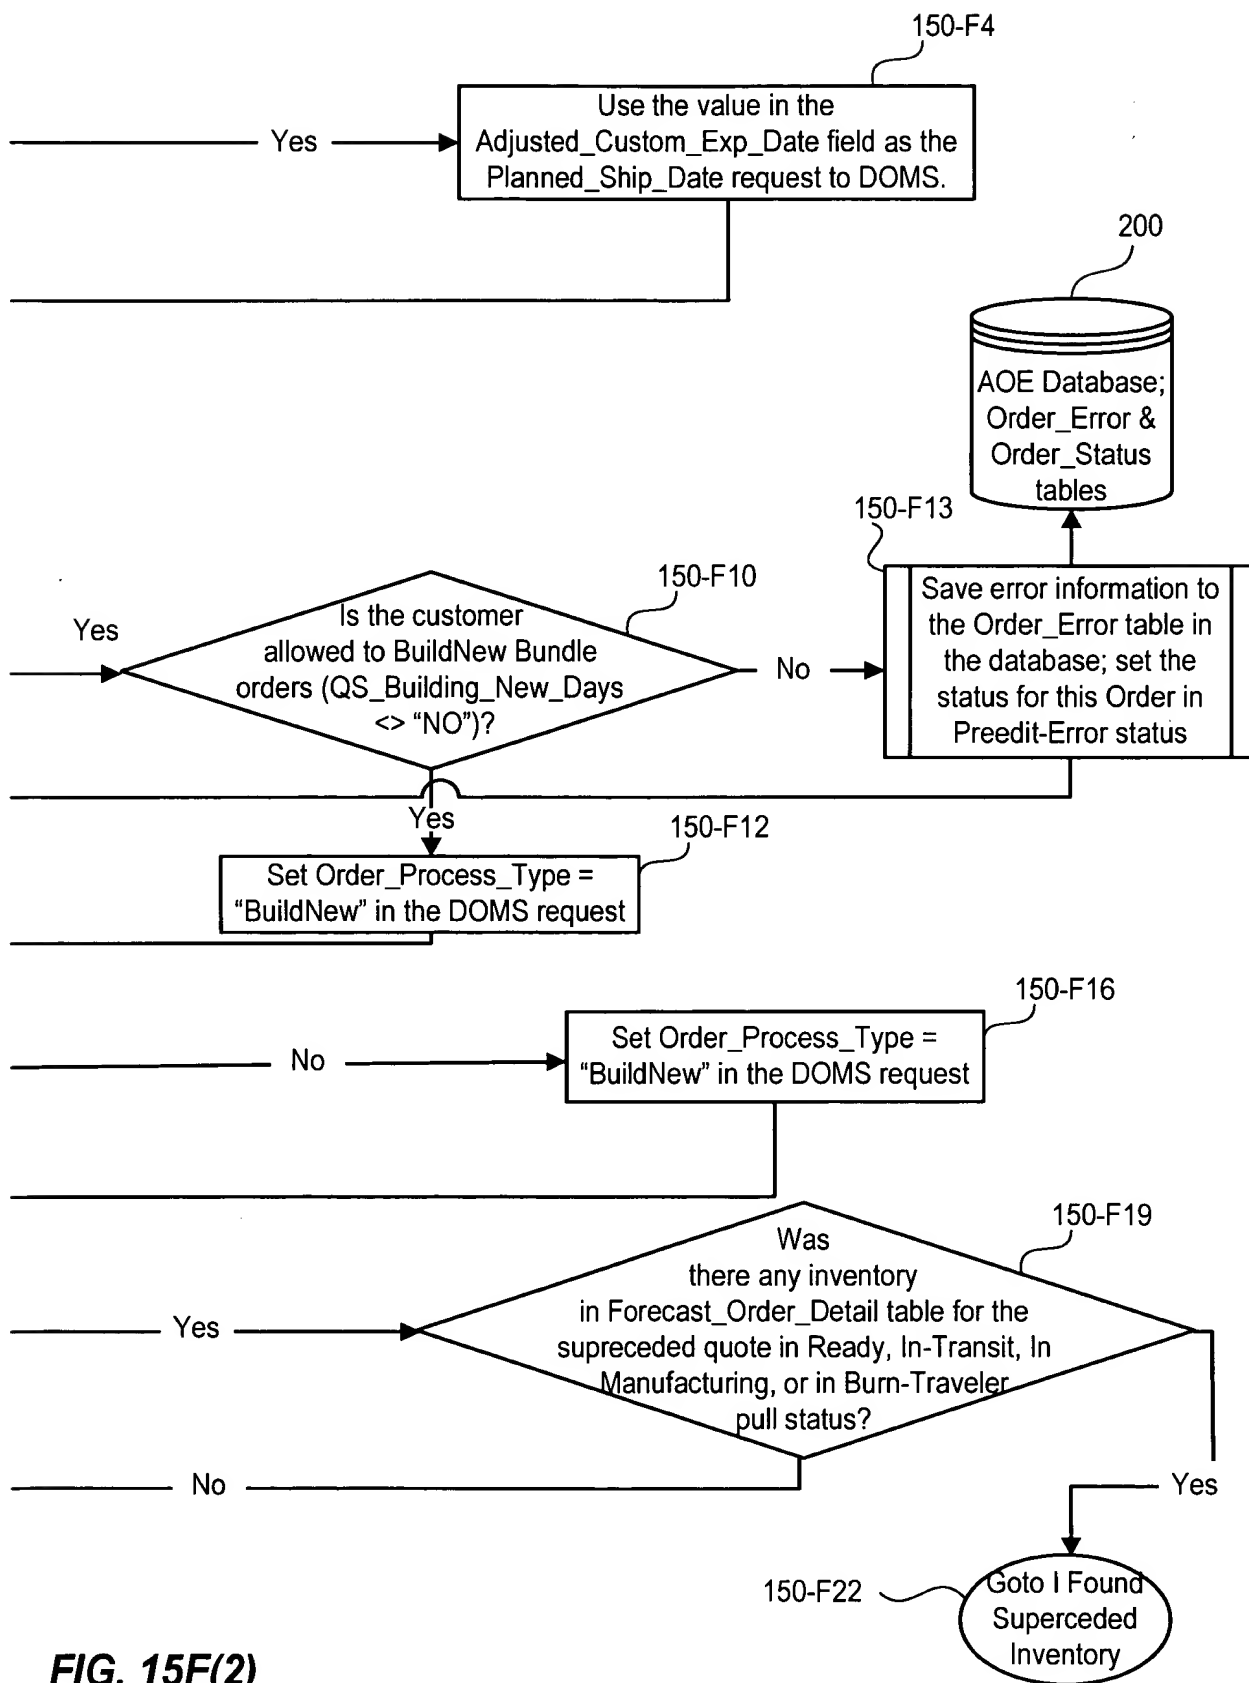 150-F4
Use the value in the
Adjusted_Custom_Exp_Date field as the
Planned_Ship_Date request to DOMS.
Yes
200
AOE Database;
Order_Error &
Order_Status
tables
150-F13
Save error information to
the Order_Error table in
the database; set the
status for this Order in
Preedit-Error status
150-F10
Is the customer
allowed to BuildNew Bundle
orders (QS_Building_New_Days
<> “NO”)?
Yes
No
Yes
150-F12
Set Order_Process_Type =
“BuildNew” in the DOMS request
150-F16
Set Order_Process_Type =
“BuildNew” in the DOMS request
No
150-F19
Was
there any inventory
in Forecast_Order_Detail table for the
supreceded quote in Ready, In-Transit, In
Manufacturing, or in Burn-Traveler
pull status?
Yes
No
Yes
150-F22
Goto I Found
Superceded
Inventory
FIG. 15F(2)